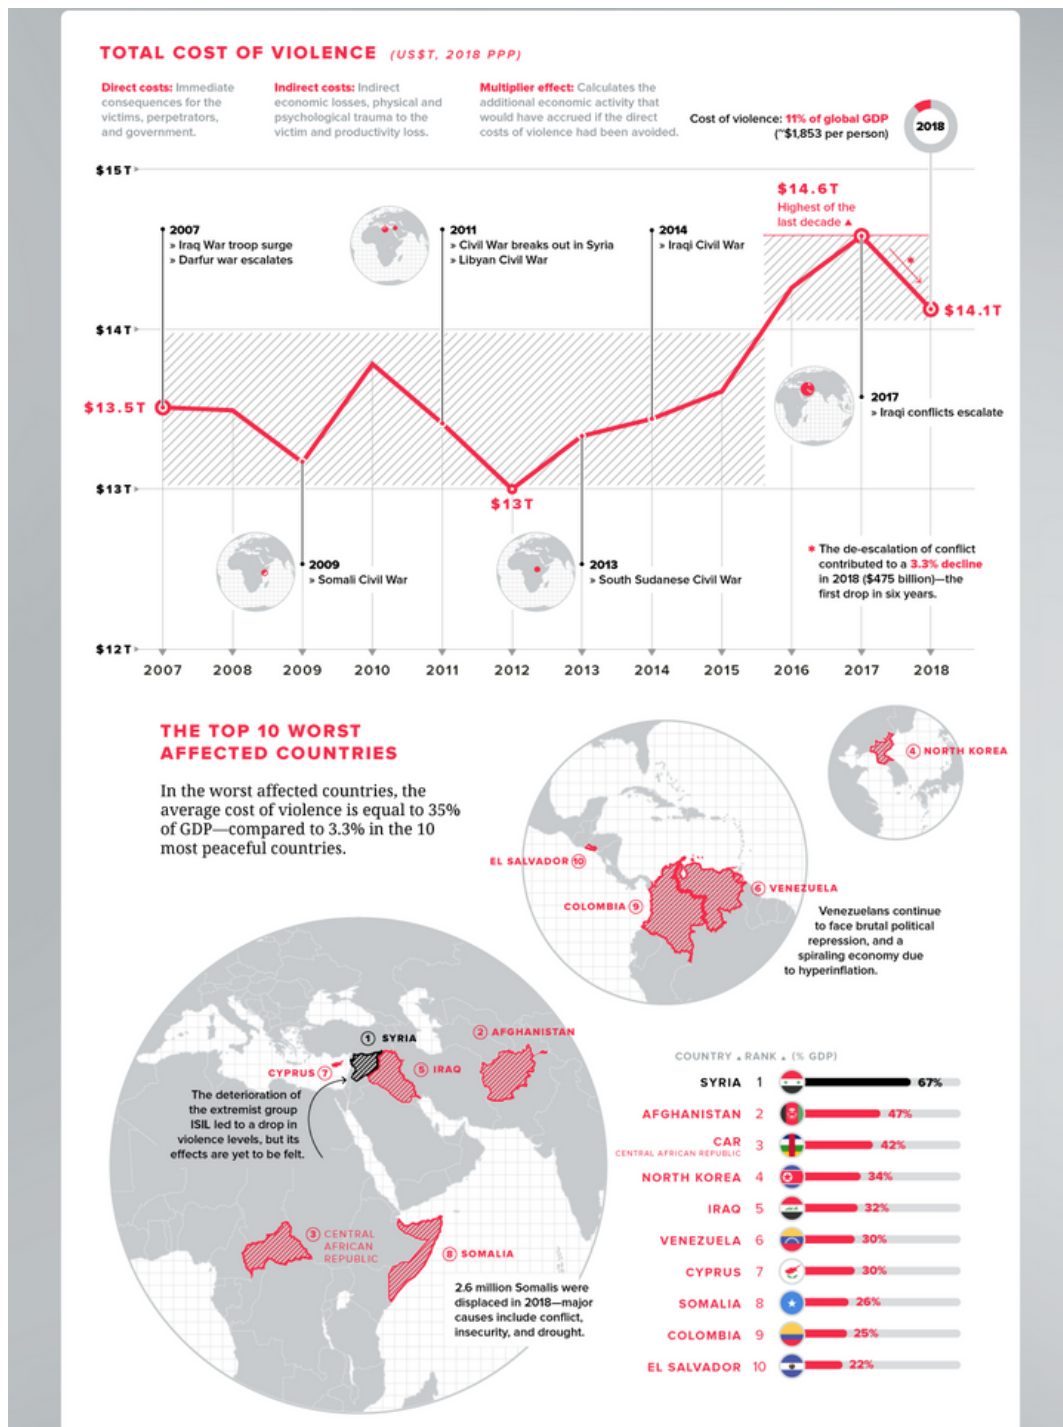 TOTAL COST OF VIOLENCE (US$T, 2018 PPP)
Direct costs: Immediate
consequences for the
victims, perpetrators,
and government.
Indirect costs: Indirect
economic losses, physical and
psychological trauma to the
victim and productivity loss.
Multiplier effect: Calculates the
additional economic activity that
would have accrued if the direct
costs of violence had been avoided.
Cost of violence: 11% of global GDP
(~$1,853 per person)
2018
$15T
$14.6T
Highest of the
last decade ▲
2007
» Iraq War troop surge
» Darfur war escalates
2011
» Civil War breaks out in Syria
» Libyan Civil War
2014
» Iraqi Civil War
*
$14T
$14.1T
$13.5T
2017
» Iraqi conflicts escalate
$13T
$13T
2009
» Somali Civil War
2013
» South Sudanese Civil War
* The de-escalation of conflict
contributed to a 3.3% decline
in 2018 ($475 billion)—the
first drop in six years.
$12T
2007 2008 2009 2010 2011 2012 2013 2014 2015 2016 2017 2018
THE TOP 10 WORST
AFFECTED COUNTRIES
In the worst affected countries, the
average cost of violence is equal to 35%
of GDP—compared to 3.3% in the 10
most peaceful countries.
4 NORTH KOREA
EL SALVADOR 10
COLOMBIA 9
6 VENEZUELA
Venezuelans continue
to face brutal political
repression, and a
spiraling economy due
to hyperinflation.
1 SYRIA
2 AFGHANISTAN
CYPRUS 7
5 IRAQ
The deterioration of
the extremist group
ISIL led to a drop in
violence levels, but its
effects are yet to be felt.
3 CENTRAL
AFRICAN
REPUBLIC
8 SOMALIA
2.6 million Somalis were
displaced in 2018—major
causes include conflict,
insecurity, and drought.
COUNTRY ▲ RANK ▲ (% GDP)
SYRIA 1 67%
AFGHANISTAN 2 47%
CAR 3 42%
CENTRAL AFRICAN REPUBLIC
NORTH KOREA 4 34%
IRAQ 5 32%
VENEZUELA 6 30%
CYPRUS 7 30%
SOMALIA 8 26%
COLOMBIA 9 25%
EL SALVADOR 10 22%